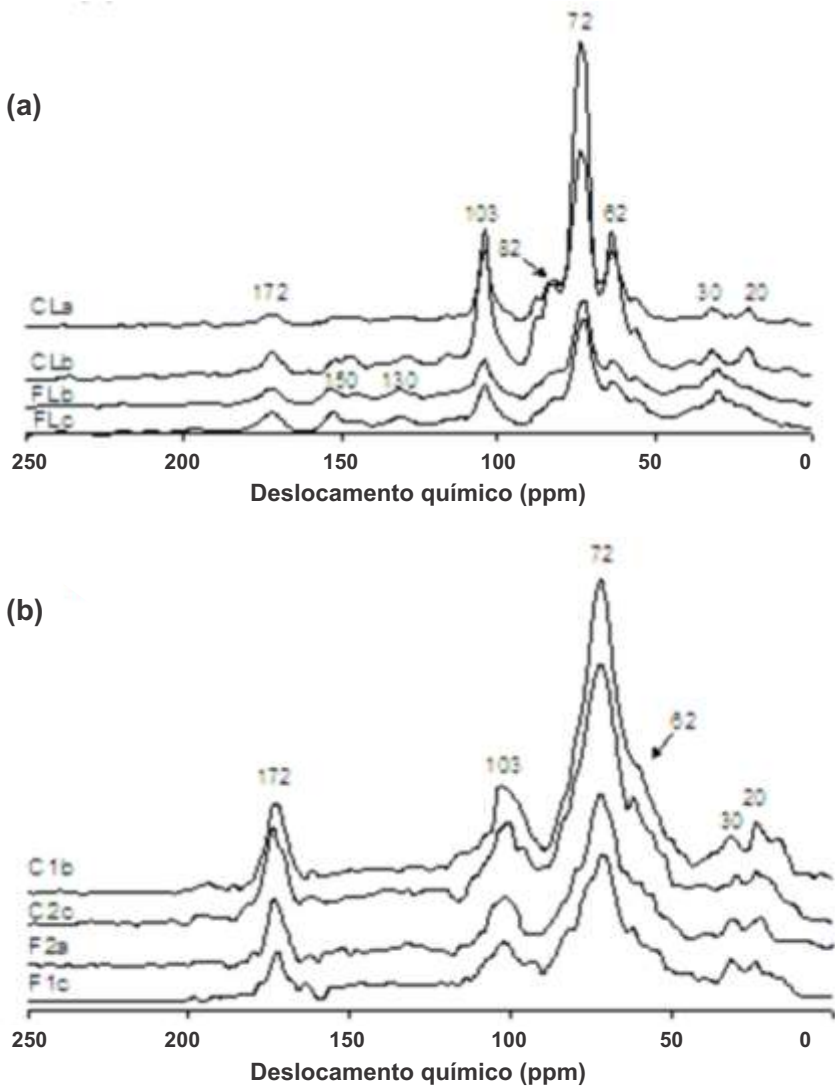 72
(a)
103
62
82
172
30 20
CLa
CLb
150 130
FLb
FLc
250 200 150 100 50 0
Deslocamento químico (ppm)
72
(b)
62
172
103
20
30
C1b
C2c
F2a
F1c
250 200 150 100 50 0
Deslocamento químico (ppm)